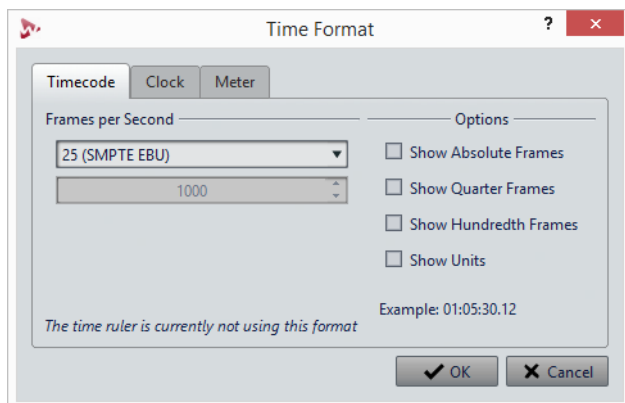 Time Format
?
×
Timecode
Clock
Meter
Frames per Second
Options
25 (SMPTE EBU)
1000
Show Absolute Frames
Show Quarter Frames
Show Hundredth Frames
Show Units
Example: 01:05:30.12
The time ruler is currently not using this format
OK
Cancel